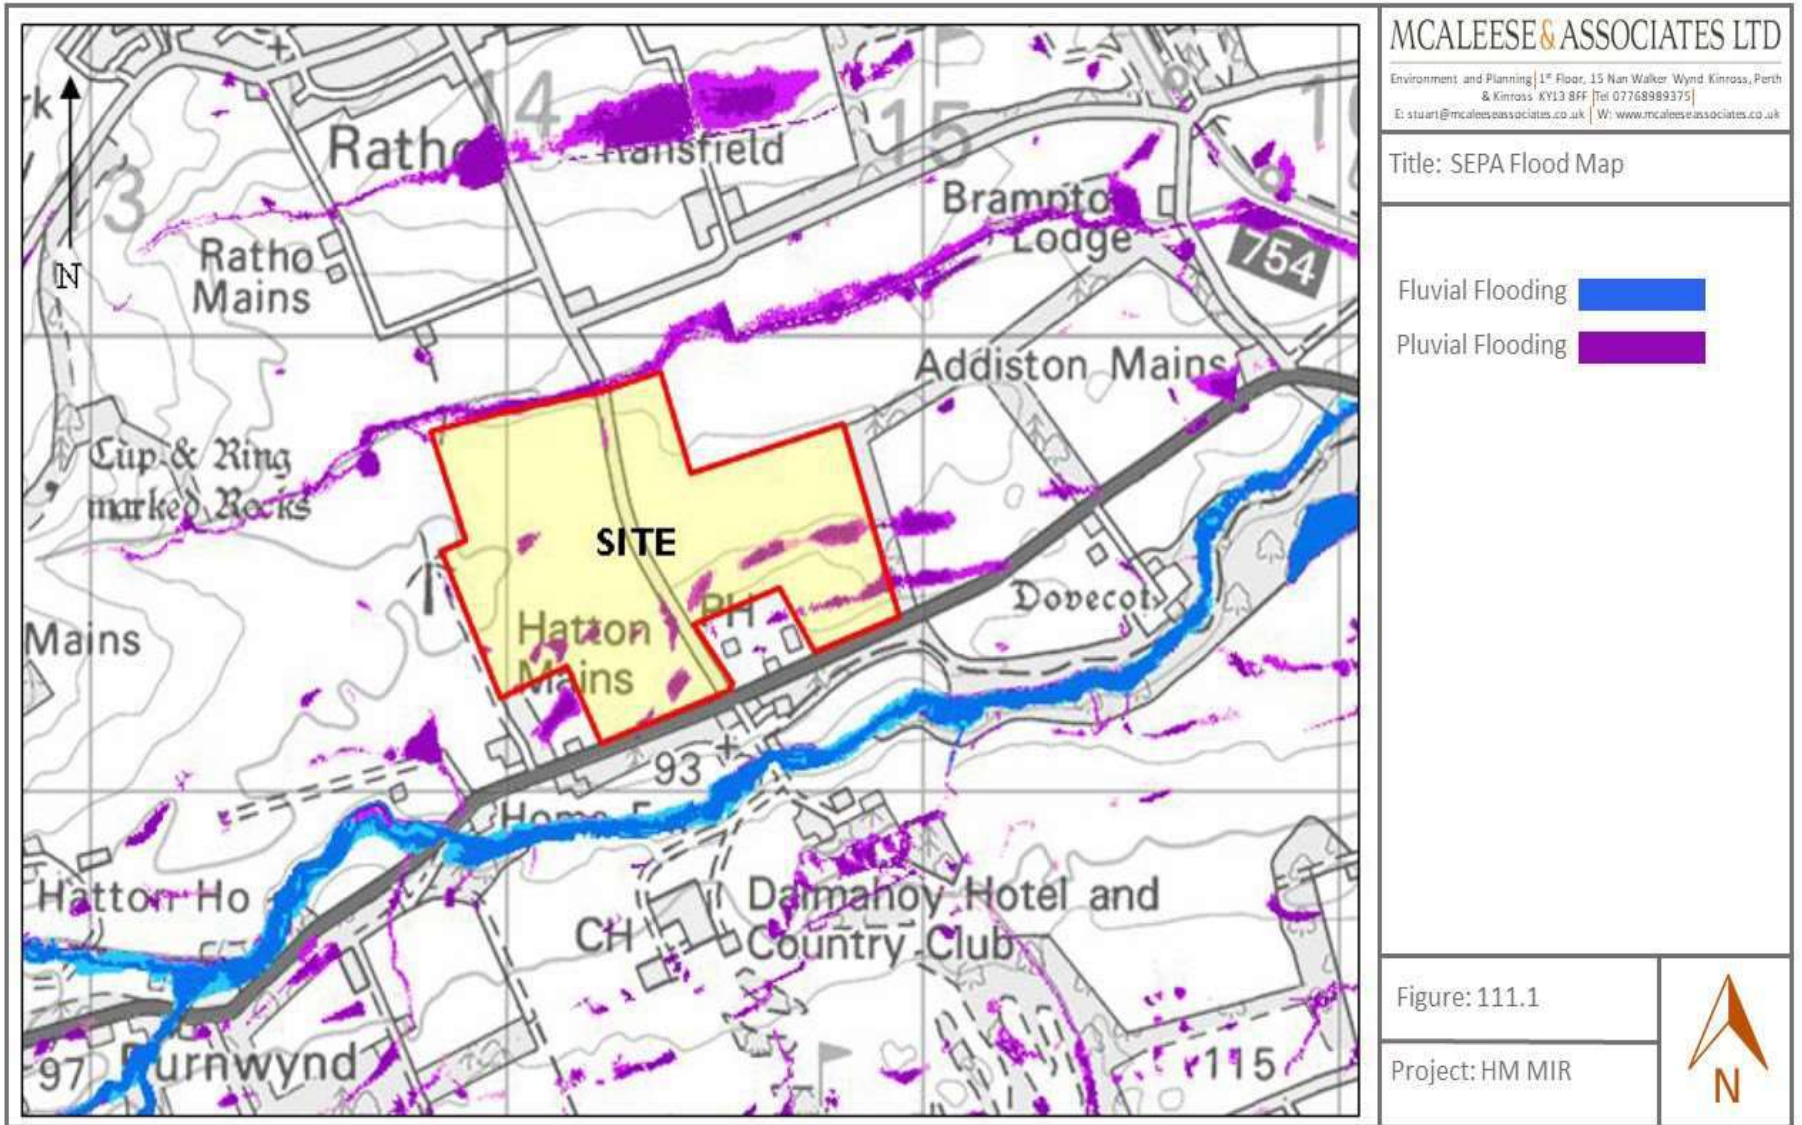 MCALEESE&ASSOCIATES LTD
Environment and Planning| 1st Floor, 15 Nan Walker Wynd Kinross, Perth
& Kinross KY13 8FF |Tel 07768989375|
E: stuart@mcaleeseassociates.co.uk | W: www.mcaleeseassociates.co.uk
Title: SEPA Flood Map
Fluvial Flooding
Pluvial Flooding
Figure: 111.1
Project: HM MIR
N
N
14
15
3
Ratho
Ransfield
Ratho
Mains
Brampto
Lodge
754
Addiston Mains
Cup & Ring
marked Rocks
SITE
PH
Hatton
Mains
Mains
Dovecot
93
Home F
Hatton Ho
CH
Dalmahoy Hotel and
Country Club
Burnwynd
97
115